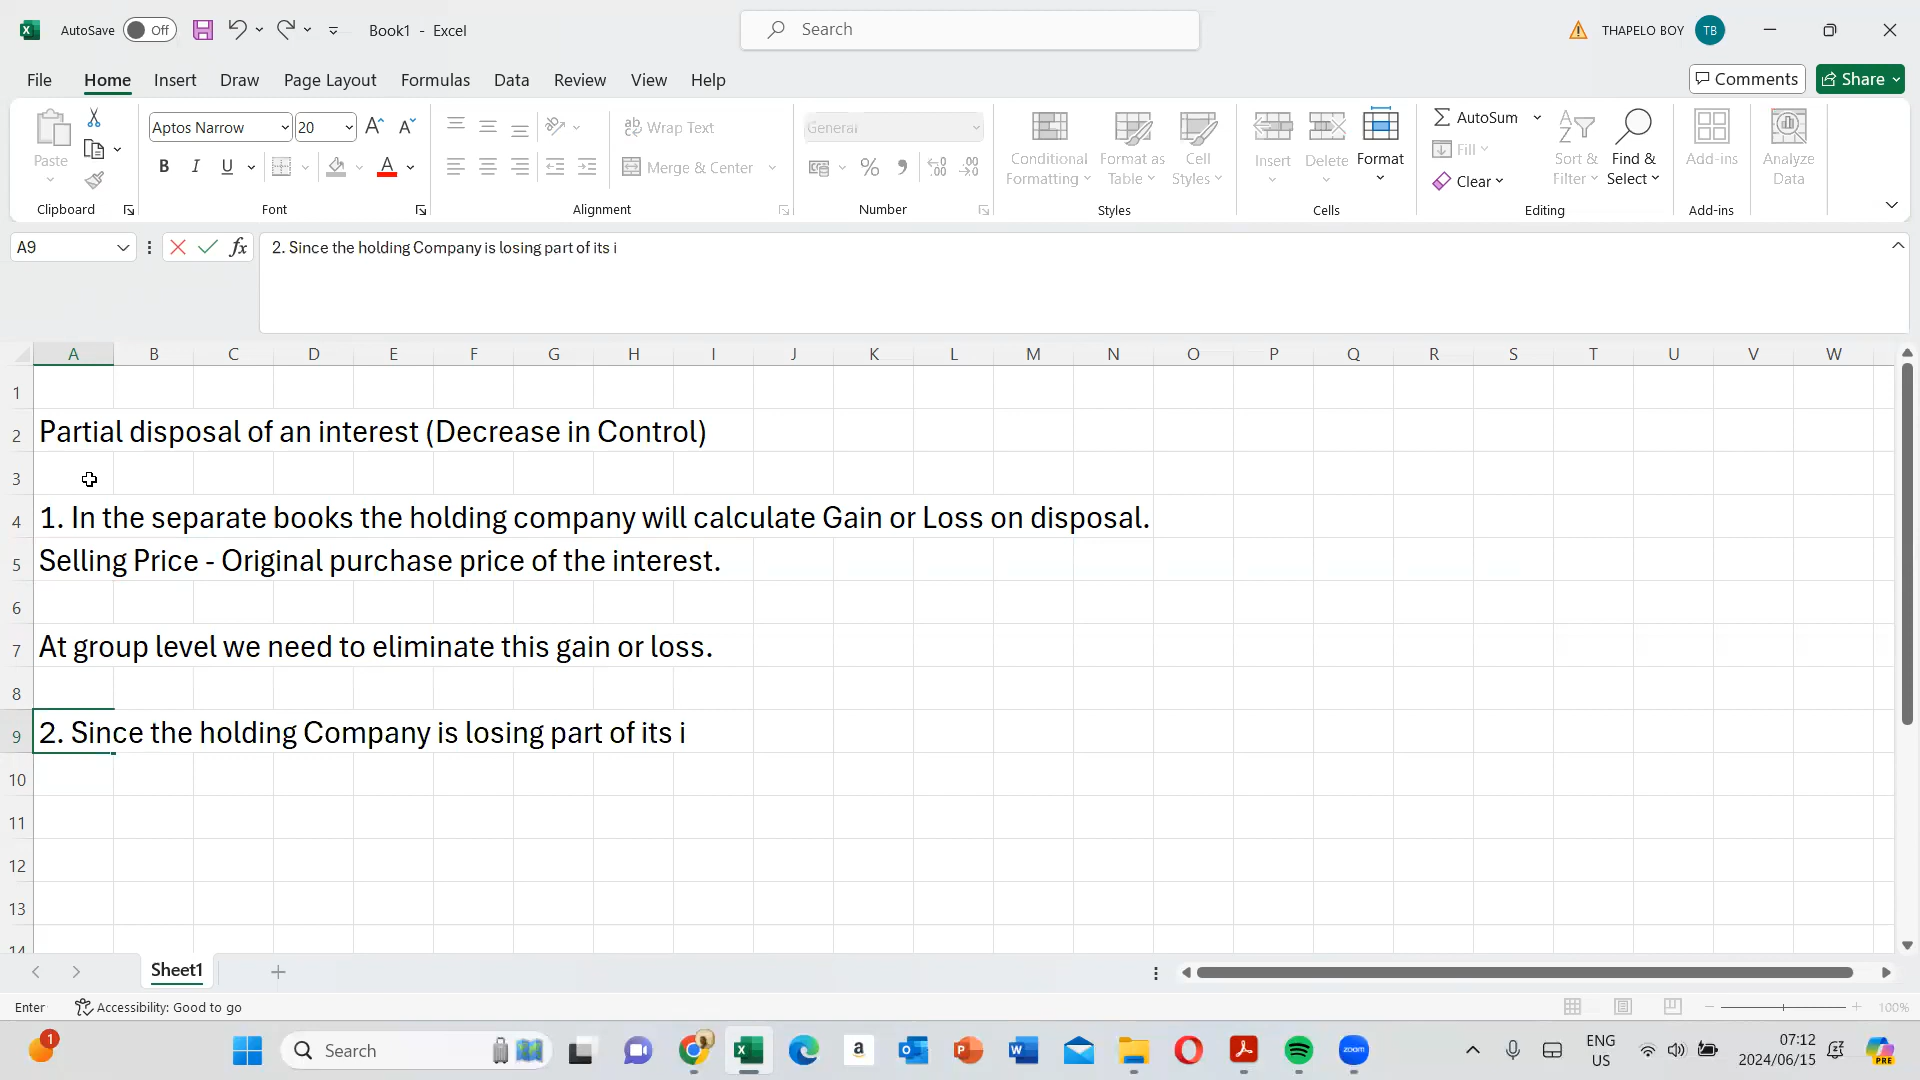 AutoSave Off Book1 - Excel Search THAPELO BOY TB
File Home Insert Draw Page Layout Formulas Data Review View Help Comments Share
Paste Aptos Narrow 20 Wrap Text General Conditional Formatting Format as Table Cell Styles Insert Delete Format AutoSum Fill Clear Sort & Filter Find & Select Add-ins Analyze Data
B I U Merge & Center
Clipboard Font Alignment Number Styles Cells Editing Add-ins
A9 fx 2. Since the holding Company is losing part of its i
A B C D E F G H I J K L M N O P Q R S T U V W
1
2 Partial disposal of an interest (Decrease in Control)
3
4 1. In the separate books the holding company will calculate Gain or Loss on disposal.
5 Selling Price - Original purchase price of the interest.
6
7 At group level we need to eliminate this gain or loss.
8
9 2. Since the holding Company is losing part of its i
10
11
12
13
14
Sheet1
Enter Accessibility: Good to go 100%
1 Search a zoom ENG US 07:12 2024/06/15 PRE